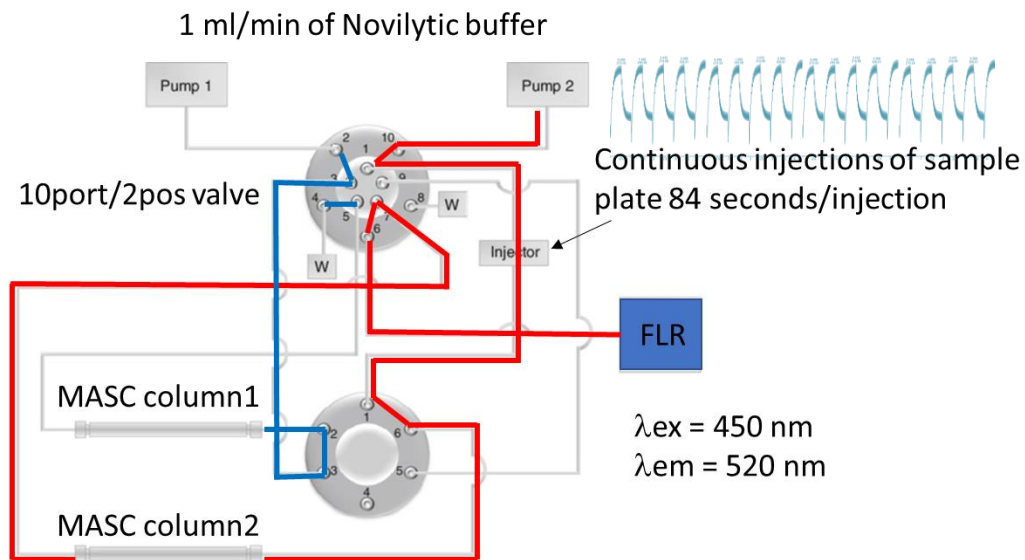 1 ml/min of Novilytic buffer
Pump 1
Pump 2
2
10
1
3
9
4
5
7
8
6
W
W
10port/2pos valve
Continuous injections of sample
plate 84 seconds/injection
Injector
FLR
MASC column1
1
2
6
3
5
4
λex = 450 nm
λem = 520 nm
MASC column2